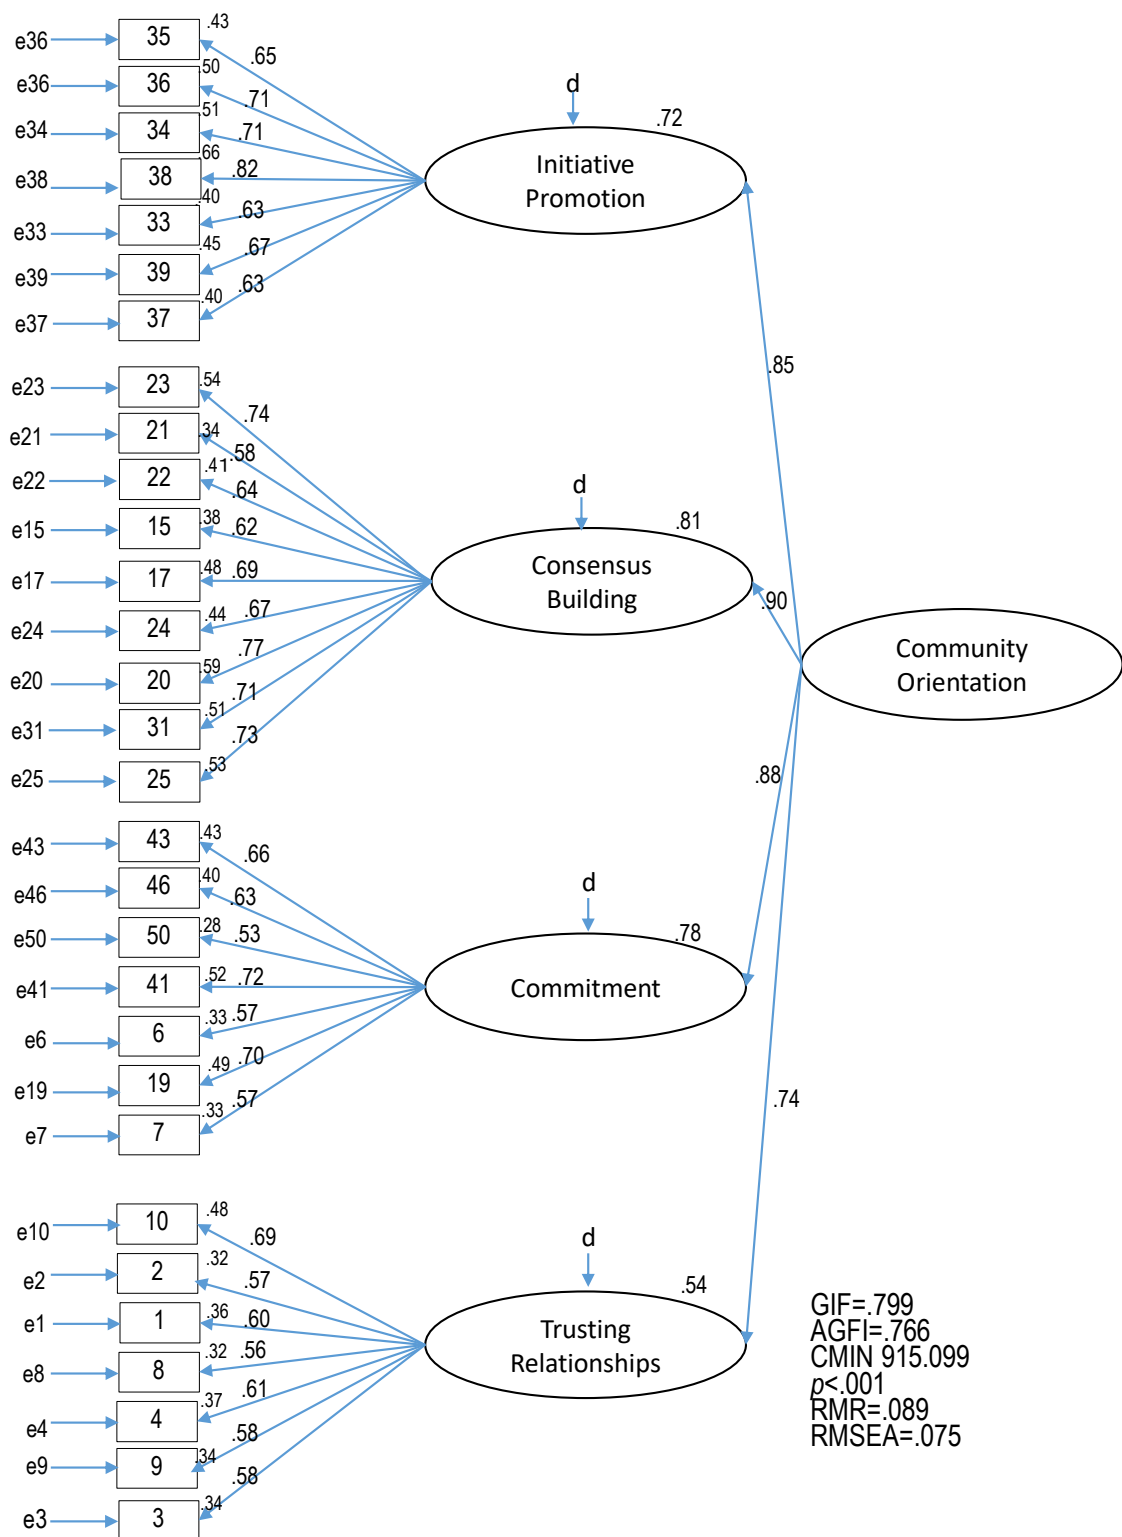 e36 35 .43
.65
e36 36 .50
.71
e34 34 .51
.71
e38 38 .66
.82
e33 33 .40
.63
e39 39 .45
.67
e37 37 .40
.63
d
.72
Initiative
Promotion
.85
e23 23 .54
.74
e21 21 .34
.58
e22 22 .41
.64
e15 15 .38
.62
e17 17 .48
.69
e24 24 .44
.67
e20 20 .59
.77
e31 31 .51
.71
e25 25 .53
.73
d
.81
Consensus
Building
.90
Community
Orientation
e43 43 .43
.66
e46 46 .40
.63
e50 50 .28
.53
e41 41 .52
.72
e6 6 .33
.57
e19 19 .49
.70
e7 7 .33
.57
d
.78
Commitment
.88
e10 10 .48
.69
e2 2 .32
.57
e1 1 .36
.60
e8 8 .32
.56
e4 4 .37
.61
e9 9 .34
.58
e3 3 .34
.58
d
.54
Trusting
Relationships
.74
GIF=.799
AGFI=.766
CMIN 915.099
p<.001
RMR=.089
RMSEA=.075